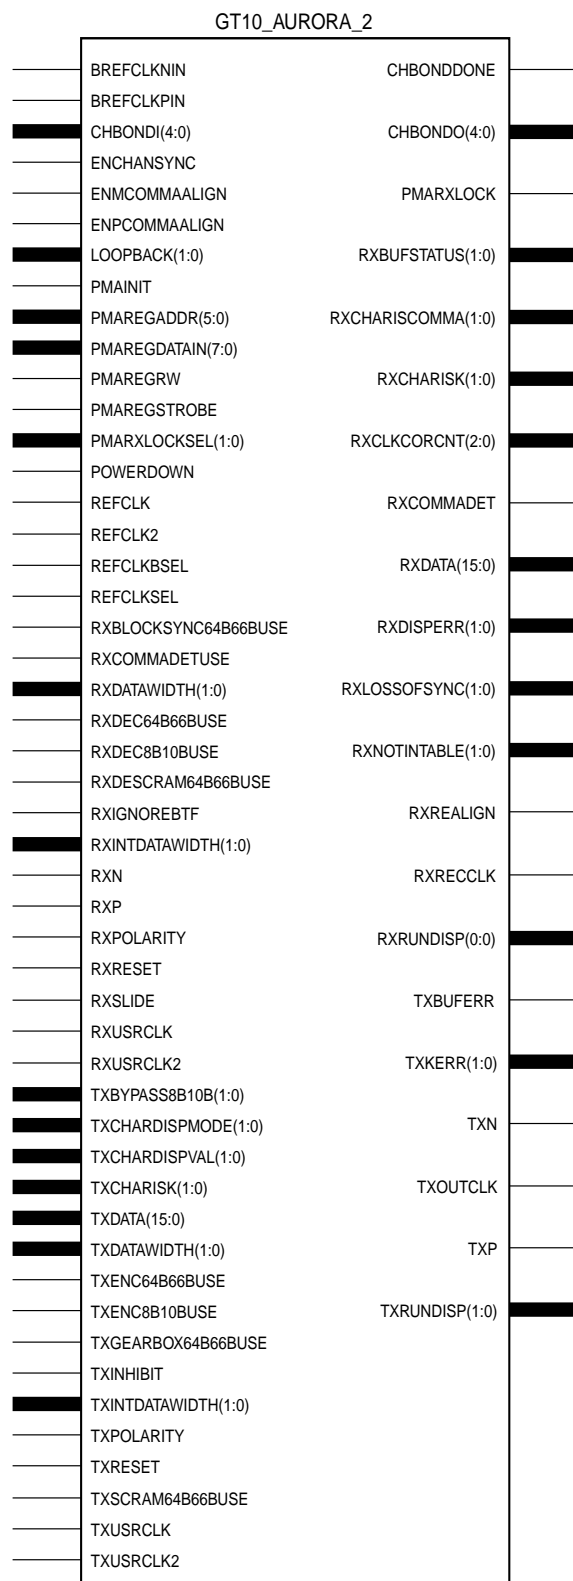 GT10_AURORA_2
BREFCLKNIN
BREFCLKPIN
CHBONDI(4:0)
ENCHANSYNC
ENMCOMMAALIGN
ENPCOMMAALIGN
LOOPBACK(1:0)
PMAINIT
PMAREGADDR(5:0)
PMAREGDATAIN(7:0)
PMAREGRW
PMAREGSTROBE
PMARXLOCKSEL(1:0)
POWERDOWN
REFCLK
REFCLK2
REFCLKBSEL
REFCLKSEL
RXBLOCKSYNC64B66BUSE
RXCOMMADETUSE
RXDATAWIDTH(1:0)
RXDEC64B66BUSE
RXDEC8B10BUSE
RXDESCRAM64B66BUSE
RXIGNOREBTF
RXINTDATAWIDTH(1:0)
RXN
RXP
RXPOLARITY
RXRESET
RXSLIDE
RXUSRCLK
RXUSRCLK2
TXBYPASS8B10B(1:0)
TXCHARDISPMODE(1:0)
TXCHARDISPVAL(1:0)
TXCHARISK(1:0)
TXDATA(15:0)
TXDATAWIDTH(1:0)
TXENC64B66BUSE
TXENC8B10BUSE
TXGEARBOX64B66BUSE
TXINHIBIT
TXINTDATAWIDTH(1:0)
TXPOLARITY
TXRESET
TXSCRAM64B66BUSE
TXUSRCLK
TXUSRCLK2
CHBONDDONE
CHBONDO(4:0)
PMARXLOCK
RXBUFSTATUS(1:0)
RXCHARISCOMMA(1:0)
RXCHARISK(1:0)
RXCLKCORCNT(2:0)
RXCOMMADET
RXDATA(15:0)
RXDISPERR(1:0)
RXLOSSOFSYNC(1:0)
RXNOTINTABLE(1:0)
RXREALIGN
RXRECCLK
RXRUNDISP(0:0)
TXBUFERR
TXKERR(1:0)
TXN
TXOUTCLK
TXP
TXRUNDISP(1:0)